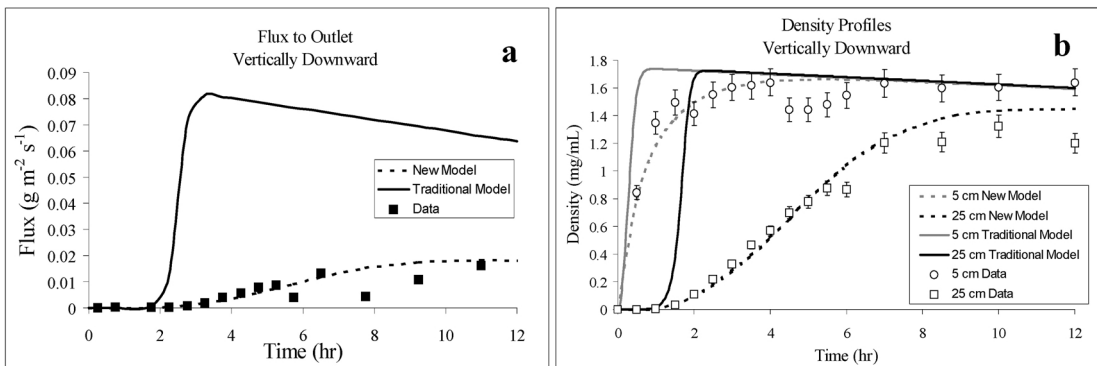 Flux to Outlet
Vertically Downward
a
0.09
0.08
0.07
0.06
0.05
0.04
0.03
0.02
0.01
0
Flux (g m⁻² s⁻¹)
New Model
Traditional Model
Data
0 2 4 6 8 10 12
Time (hr)
Density Profiles
Vertically Downward
b
1.8
1.6
1.4
1.2
1
0.8
0.6
0.4
0.2
0
Density (mg/mL)
5 cm New Model
25 cm New Model
5 cm Traditional Model
25 cm Traditional Model
5 cm Data
25 cm Data
0 2 4 6 8 10 12
Time (hr)